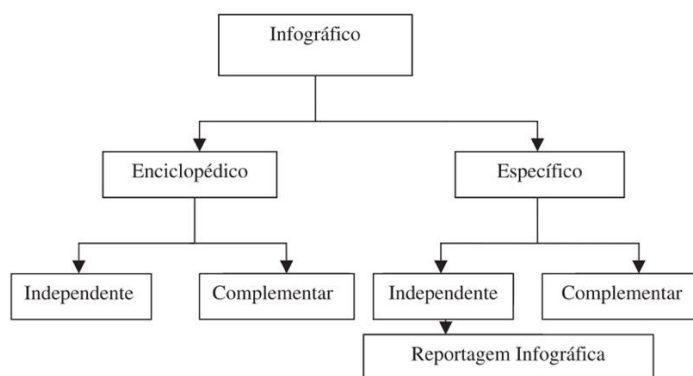 Infográfico
Enciclopédico
Específico
Independente
Complementar
Independente
Complementar
Reportagem Infográfica